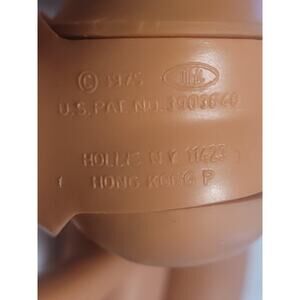 © 1975
U.S. PAT. NO. 3903640
HOLLIS N.Y. 11423
HONG KONG P